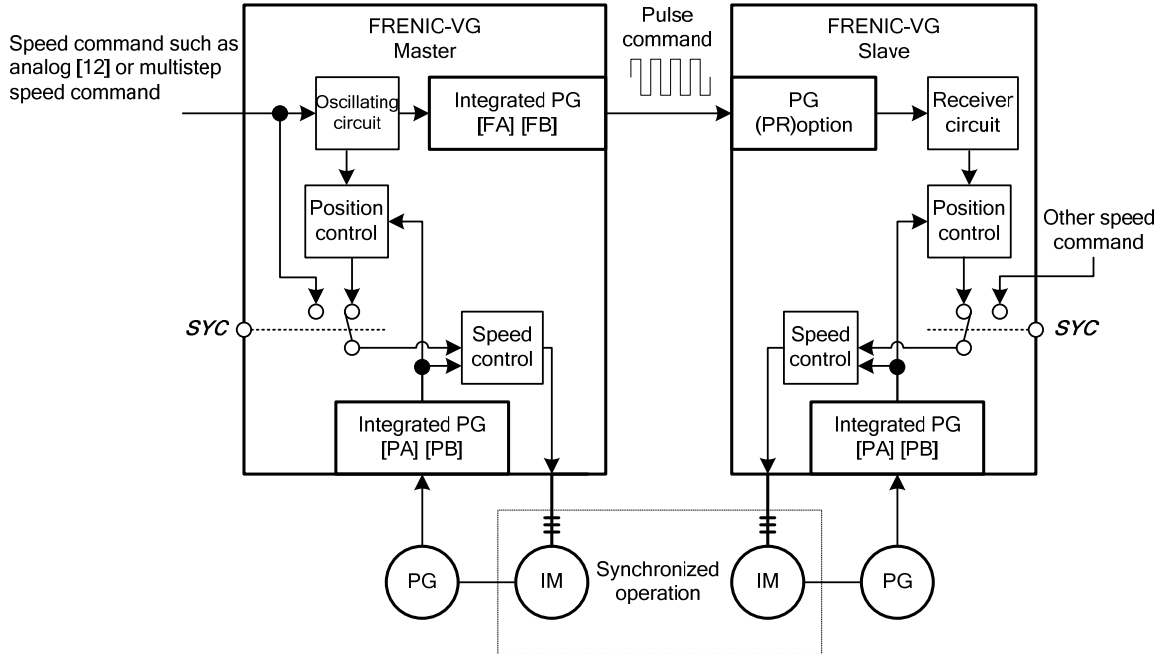 Speed command such as
analog [12] or multistep
speed command
FRENIC-VG
Master
Oscillating
circuit
Integrated PG
[FA] [FB]
Position
control
SYC
Speed
control
Integrated PG
[PA] [PB]
PG
IM
Pulse
command
FRENIC-VG
Slave
PG
(PR)option
Receiver
circuit
Position
control
Other speed
command
SYC
Speed
control
Integrated PG
[PA] [PB]
Synchronized
operation
IM
PG